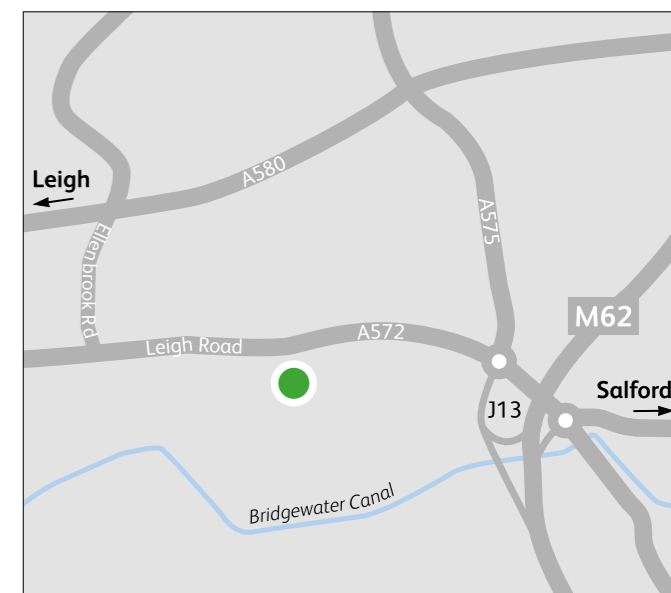 A580
Leigh
A575
Ellenbrook Rd
M62
Leigh Road
A572
Salford
J13
Bridgewater Canal